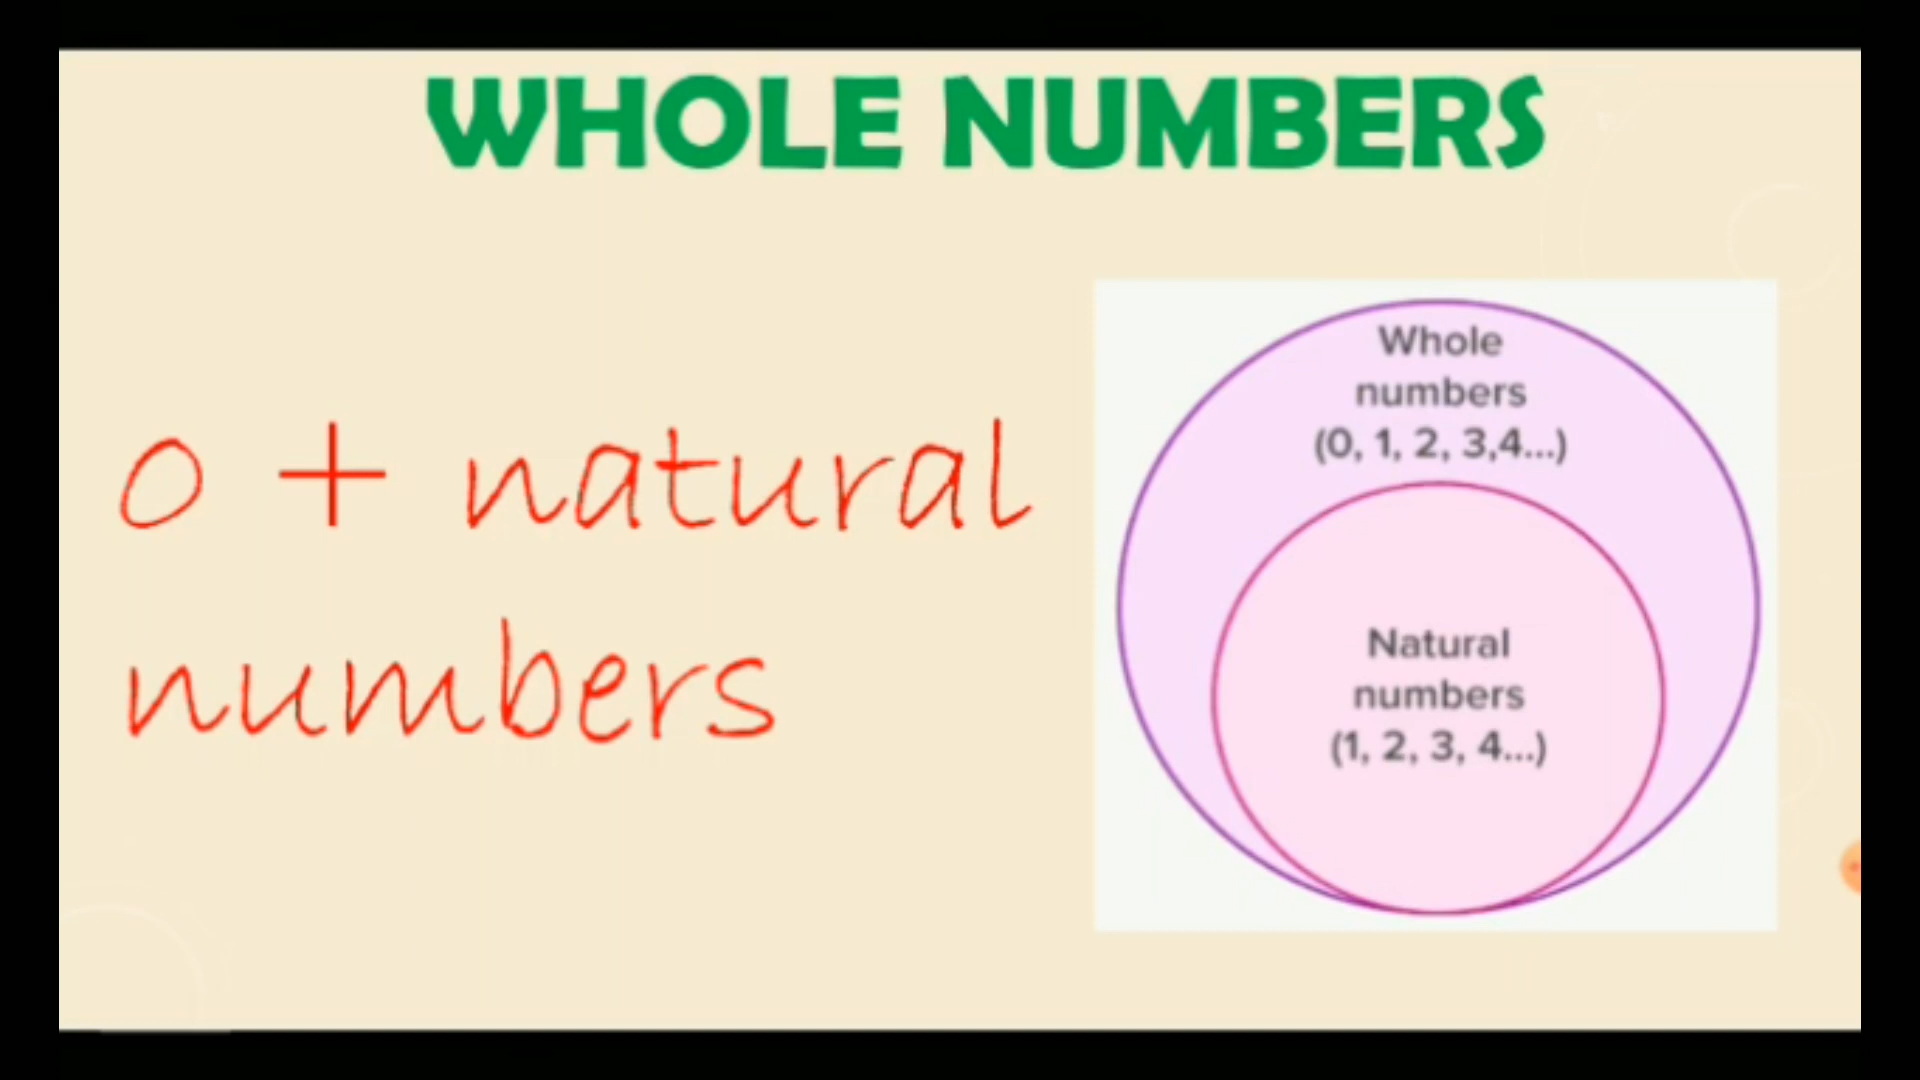 WHOLE NUMBERS
0 + natural
numbers
Whole
numbers
(0, 1, 2, 3,4...)
Natural
numbers
(1, 2, 3, 4...)